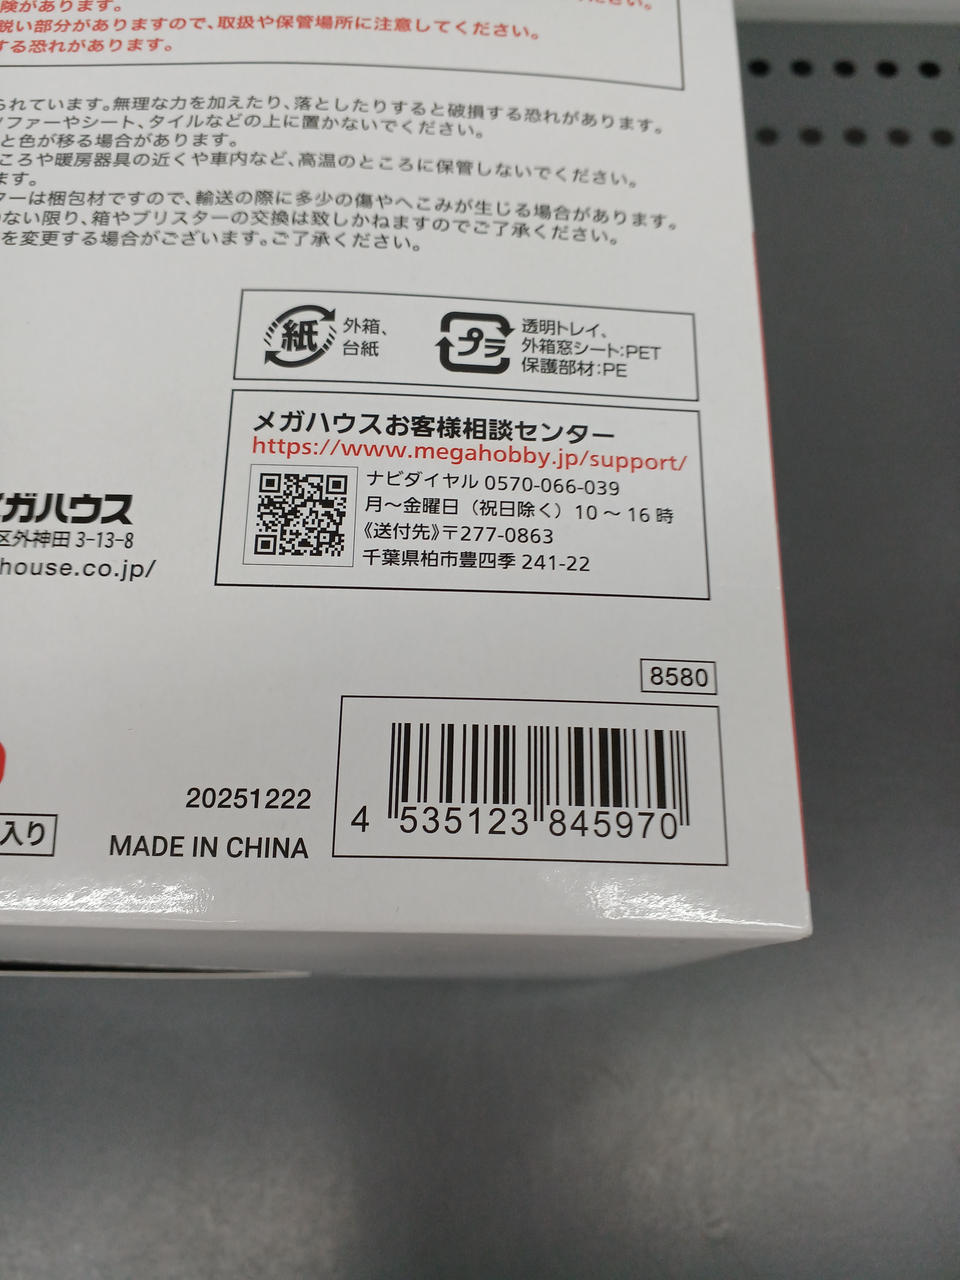 険があります。
ださい。
鋭い部分がありますので、取扱や保管場所に注意してください。
する恐れがあります。
られています。無理な力を加えたり、落としたりすると破損する恐れがあります。
ソファーやシート、タイルなどの上に置かないでください。
と色が移る場合があります。
ころや暖房器具の近くや車内など、高温のところに保管しないでください。
ます。
ターは梱包材ですので、輸送の際に多少の傷やへこみが生じる場合があります。
ない限り、箱やブリスターの交換は致しかねますのでご了承ください。
を変更する場合がございます。ご了承ください。
紙 外箱、
台紙
プラ 透明トレイ、
外箱窓シート:PET
保護部材:PE
メガハウスお客様相談センター
https://www.megahobby.jp/support/
ナビダイヤル 0570-066-039
月～金曜日（祝日除く）10～16時
《送付先》〒277-0863
千葉県柏市豊四季 241-22
メガハウス
区外神田 3-13-8
house.co.jp/
8580
20251222
MADE IN CHINA
4 535123 845970
入り